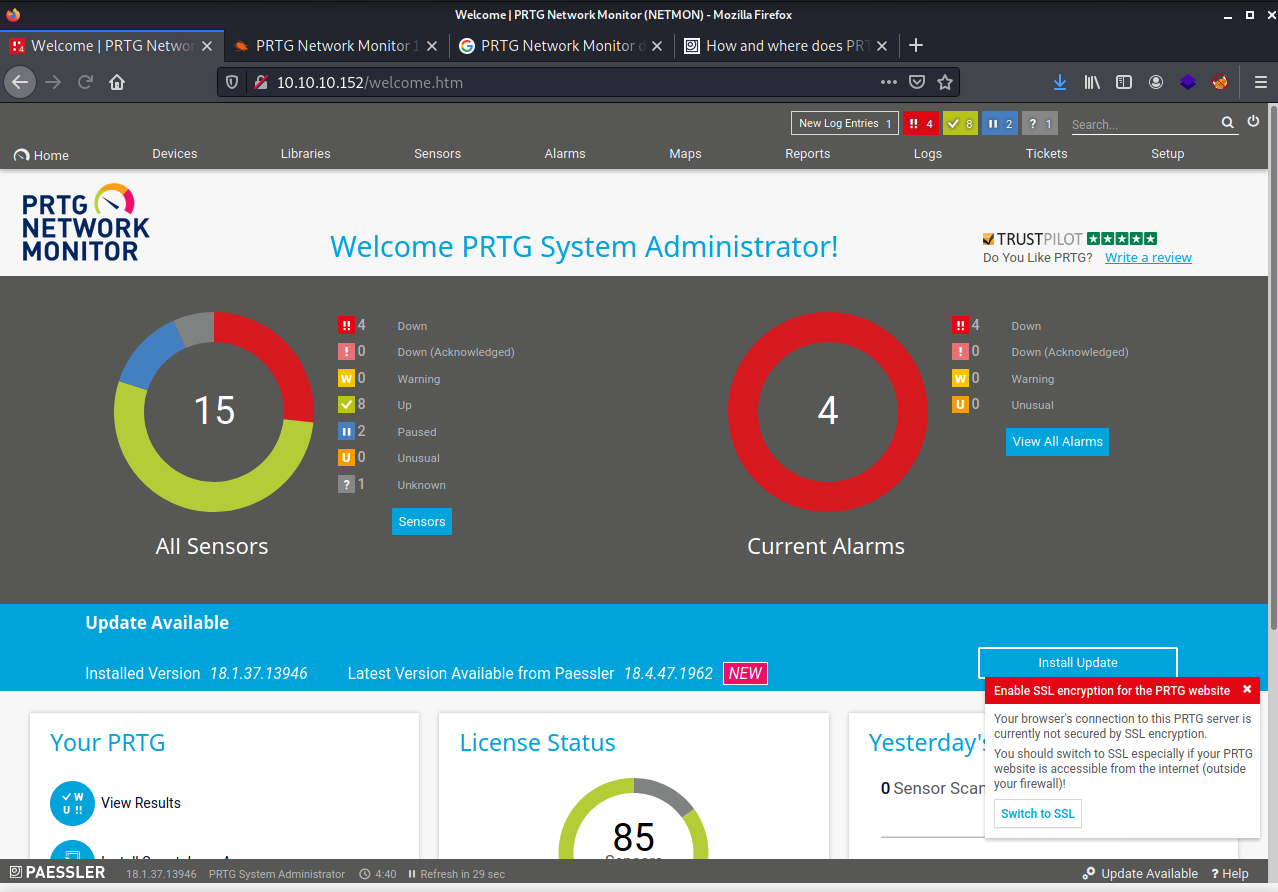 Welcome | PRTG Network Monitor (NETMON) - Mozilla Firefox
Welcome | PRTG Networ
PRTG Network Monitor 1
PRTG Network Monitor d
How and where does PRT
10.10.10.152/welcome.htm
New Log Entries 1
!! 4
8
2
? 1
Search...
Home
Devices
Libraries
Sensors
Alarms
Maps
Reports
Logs
Tickets
Setup
PRTG
NETWORK
MONITOR
Welcome PRTG System Administrator!
TRUSTPILOT
Do You Like PRTG? Write a review
15
!! 4 Down
! 0 Down (Acknowledged)
W 0 Warning
8 Up
2 Paused
U 0 Unusual
? 1 Unknown
Sensors
All Sensors
4
!! 4 Down
! 0 Down (Acknowledged)
W 0 Warning
U 0 Unusual
View All Alarms
Current Alarms
Update Available
Installed Version 18.1.37.13946 Latest Version Available from Paessler 18.4.47.1962 NEW
Install Update
Enable SSL encryption for the PRTG website
Your browser's connection to this PRTG server is
currently not secured by SSL encryption.
You should switch to SSL especially if your PRTG
website is accessible from the internet (outside
your firewall)!
Switch to SSL
Your PRTG
W
U !!
View Results
License Status
85
Sensors
Yesterday's
0 Sensor Scan
PAESSLER
18.1.37.13946
PRTG System Administrator
4:40
Refresh in 29 sec
Update Available
? Help